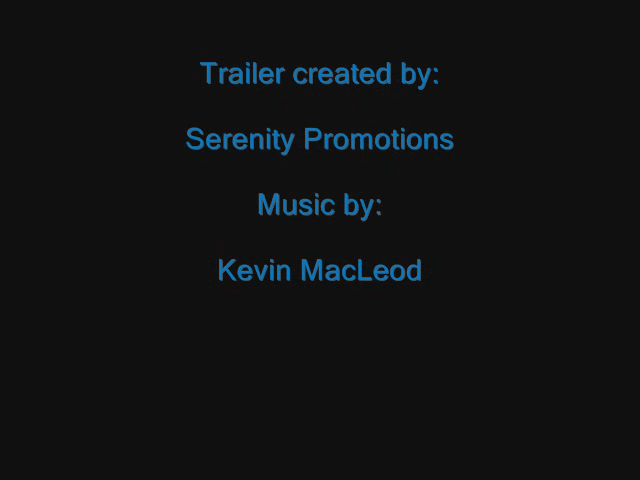 Trailer created by:
Serenity Promotions
Music by:
Kevin MacLeod